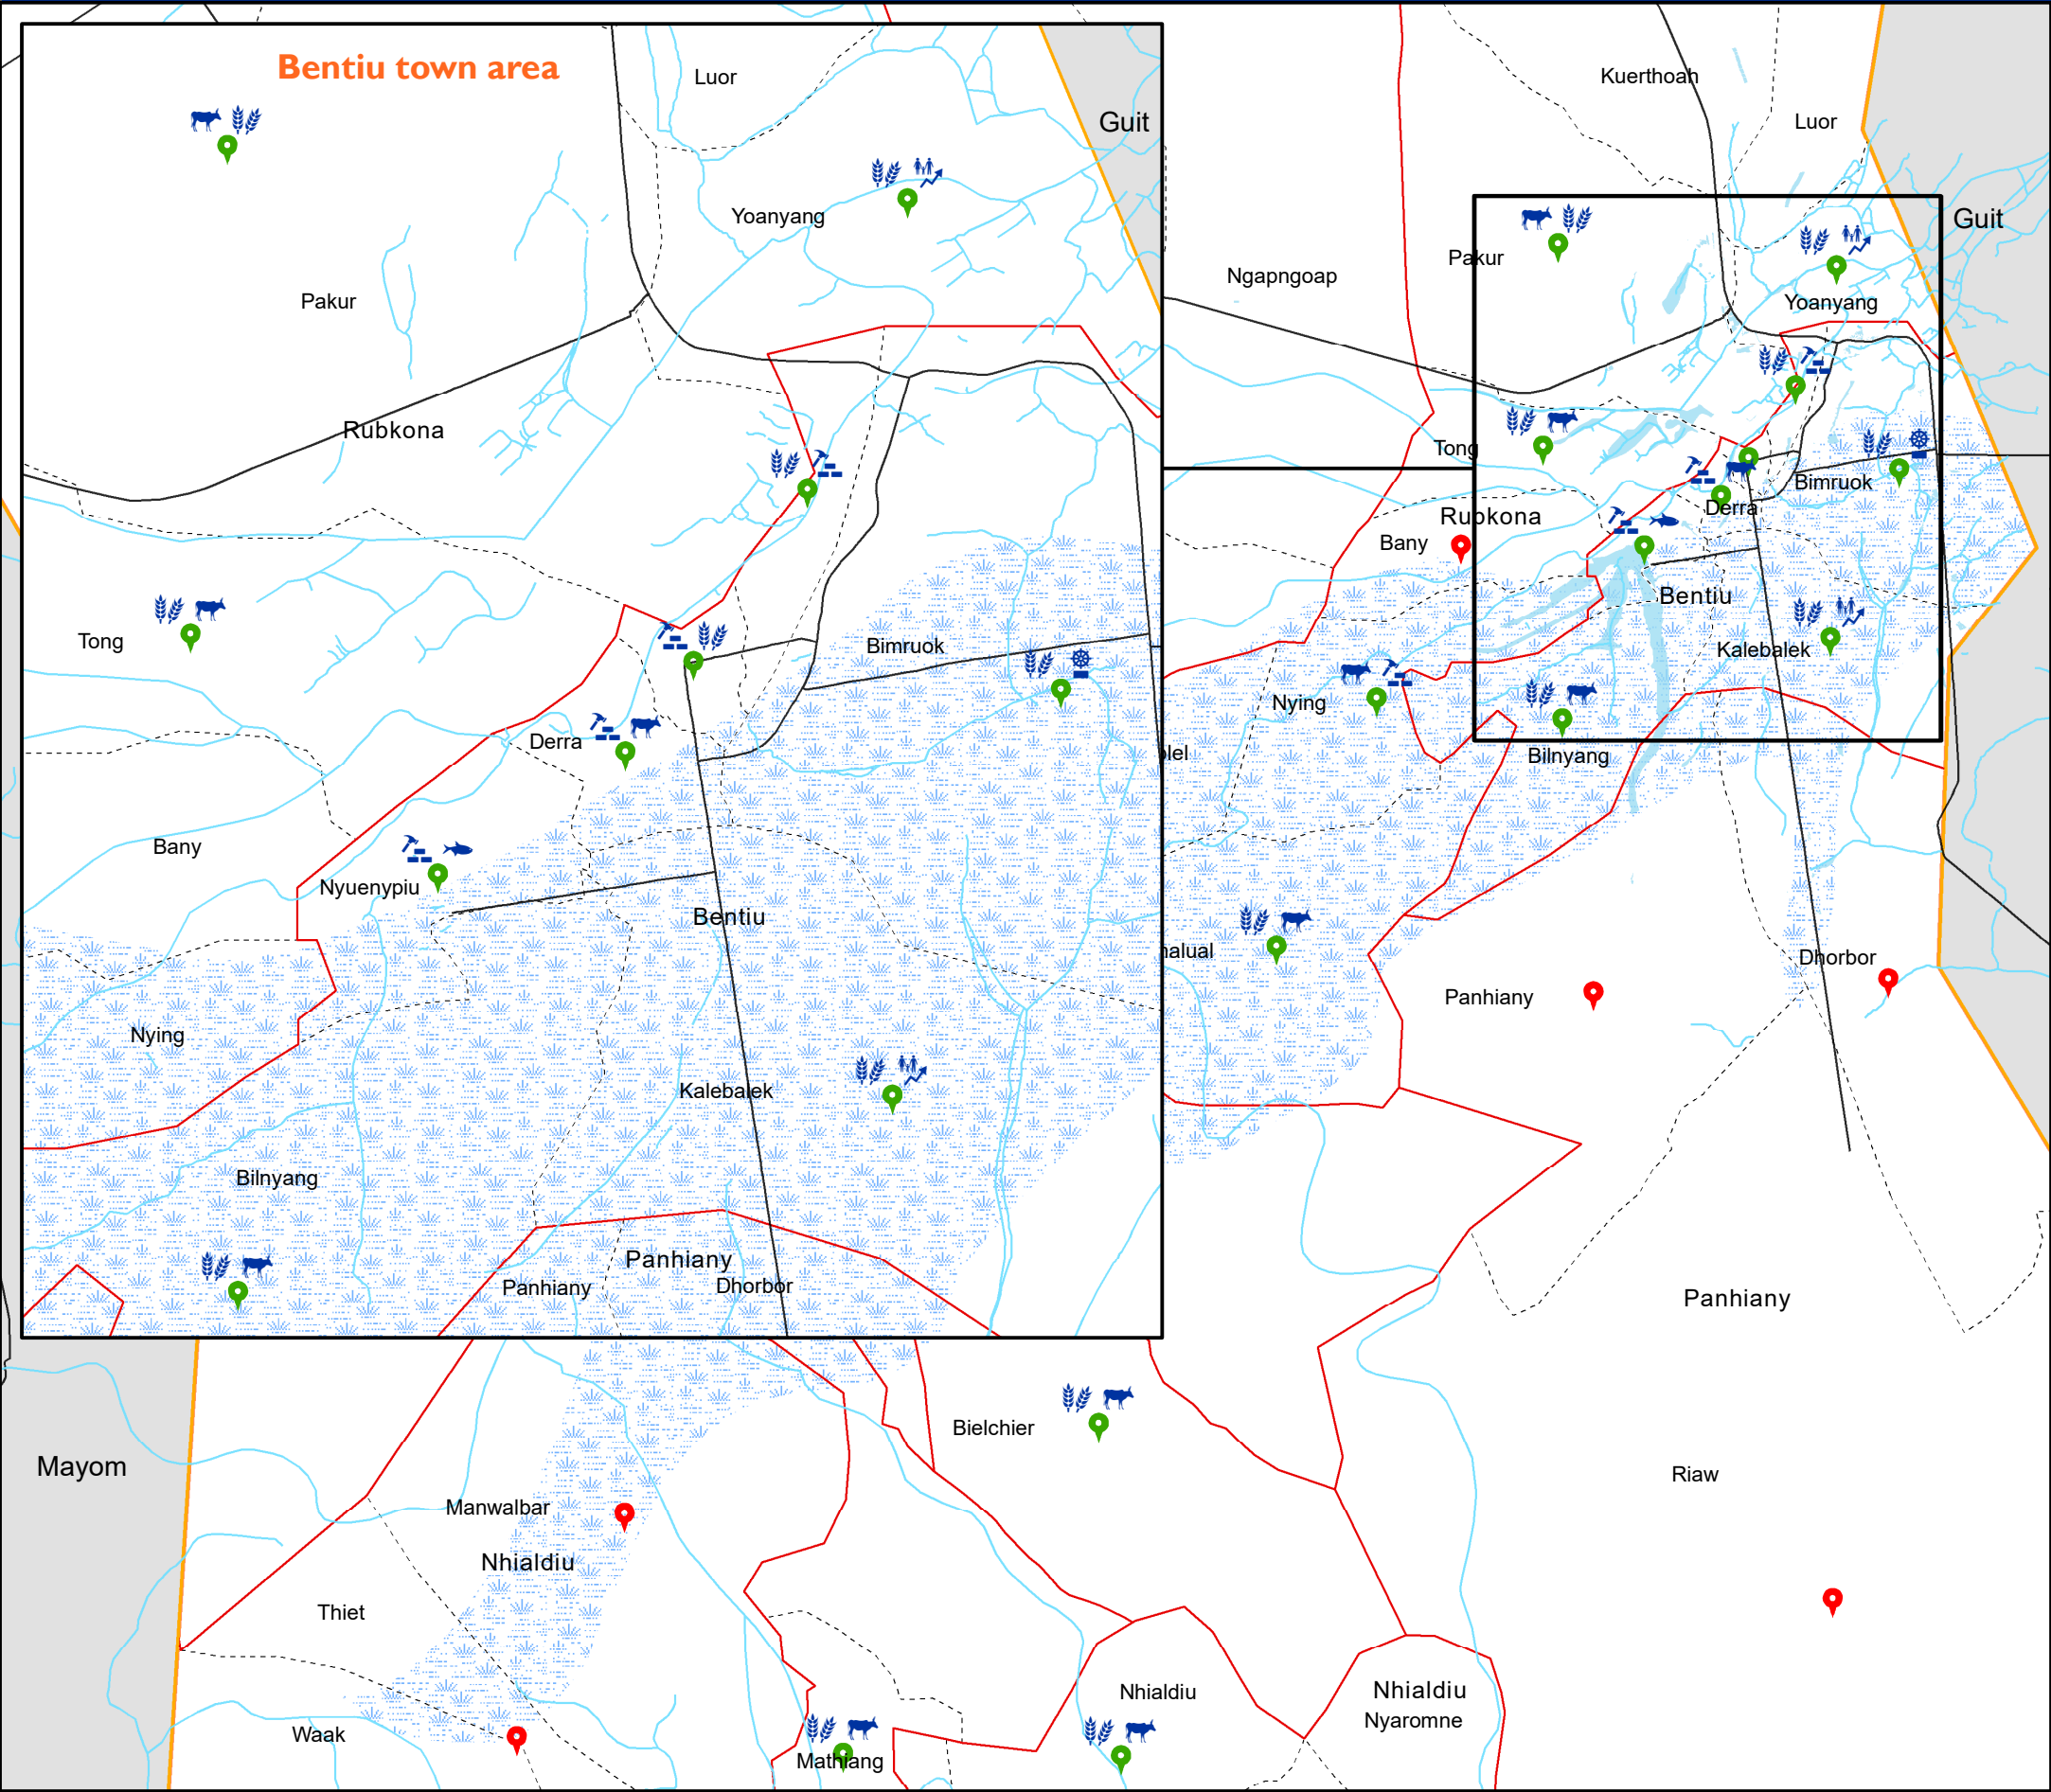 Bentiu town area
Luor
Guit
Yoanyang
Pakur
Rubkona
Tong
Bimruok
Derra
Bany
Nyuenypiu
Bentiu
Nying
Kalebalek
Bilnyang
Panhiany
Panhiany
Dhorbor
Kuerthoah
Luor
Guit
Pakur
Ngapngoap
Yoanyang
Tong
Bimruok
Derra
Rubkona
Bany
Bentiu
Kalebalek
Nying
Bilnyang
lel
alual
Dhorbor
Panhiany
Panhiany
Bielchier
Mayom
Riaw
Manwalbar
Nhialdiu
Thiet
Nhialdiu
Nhialdiu
Nyaromne
Waak
Mathiang